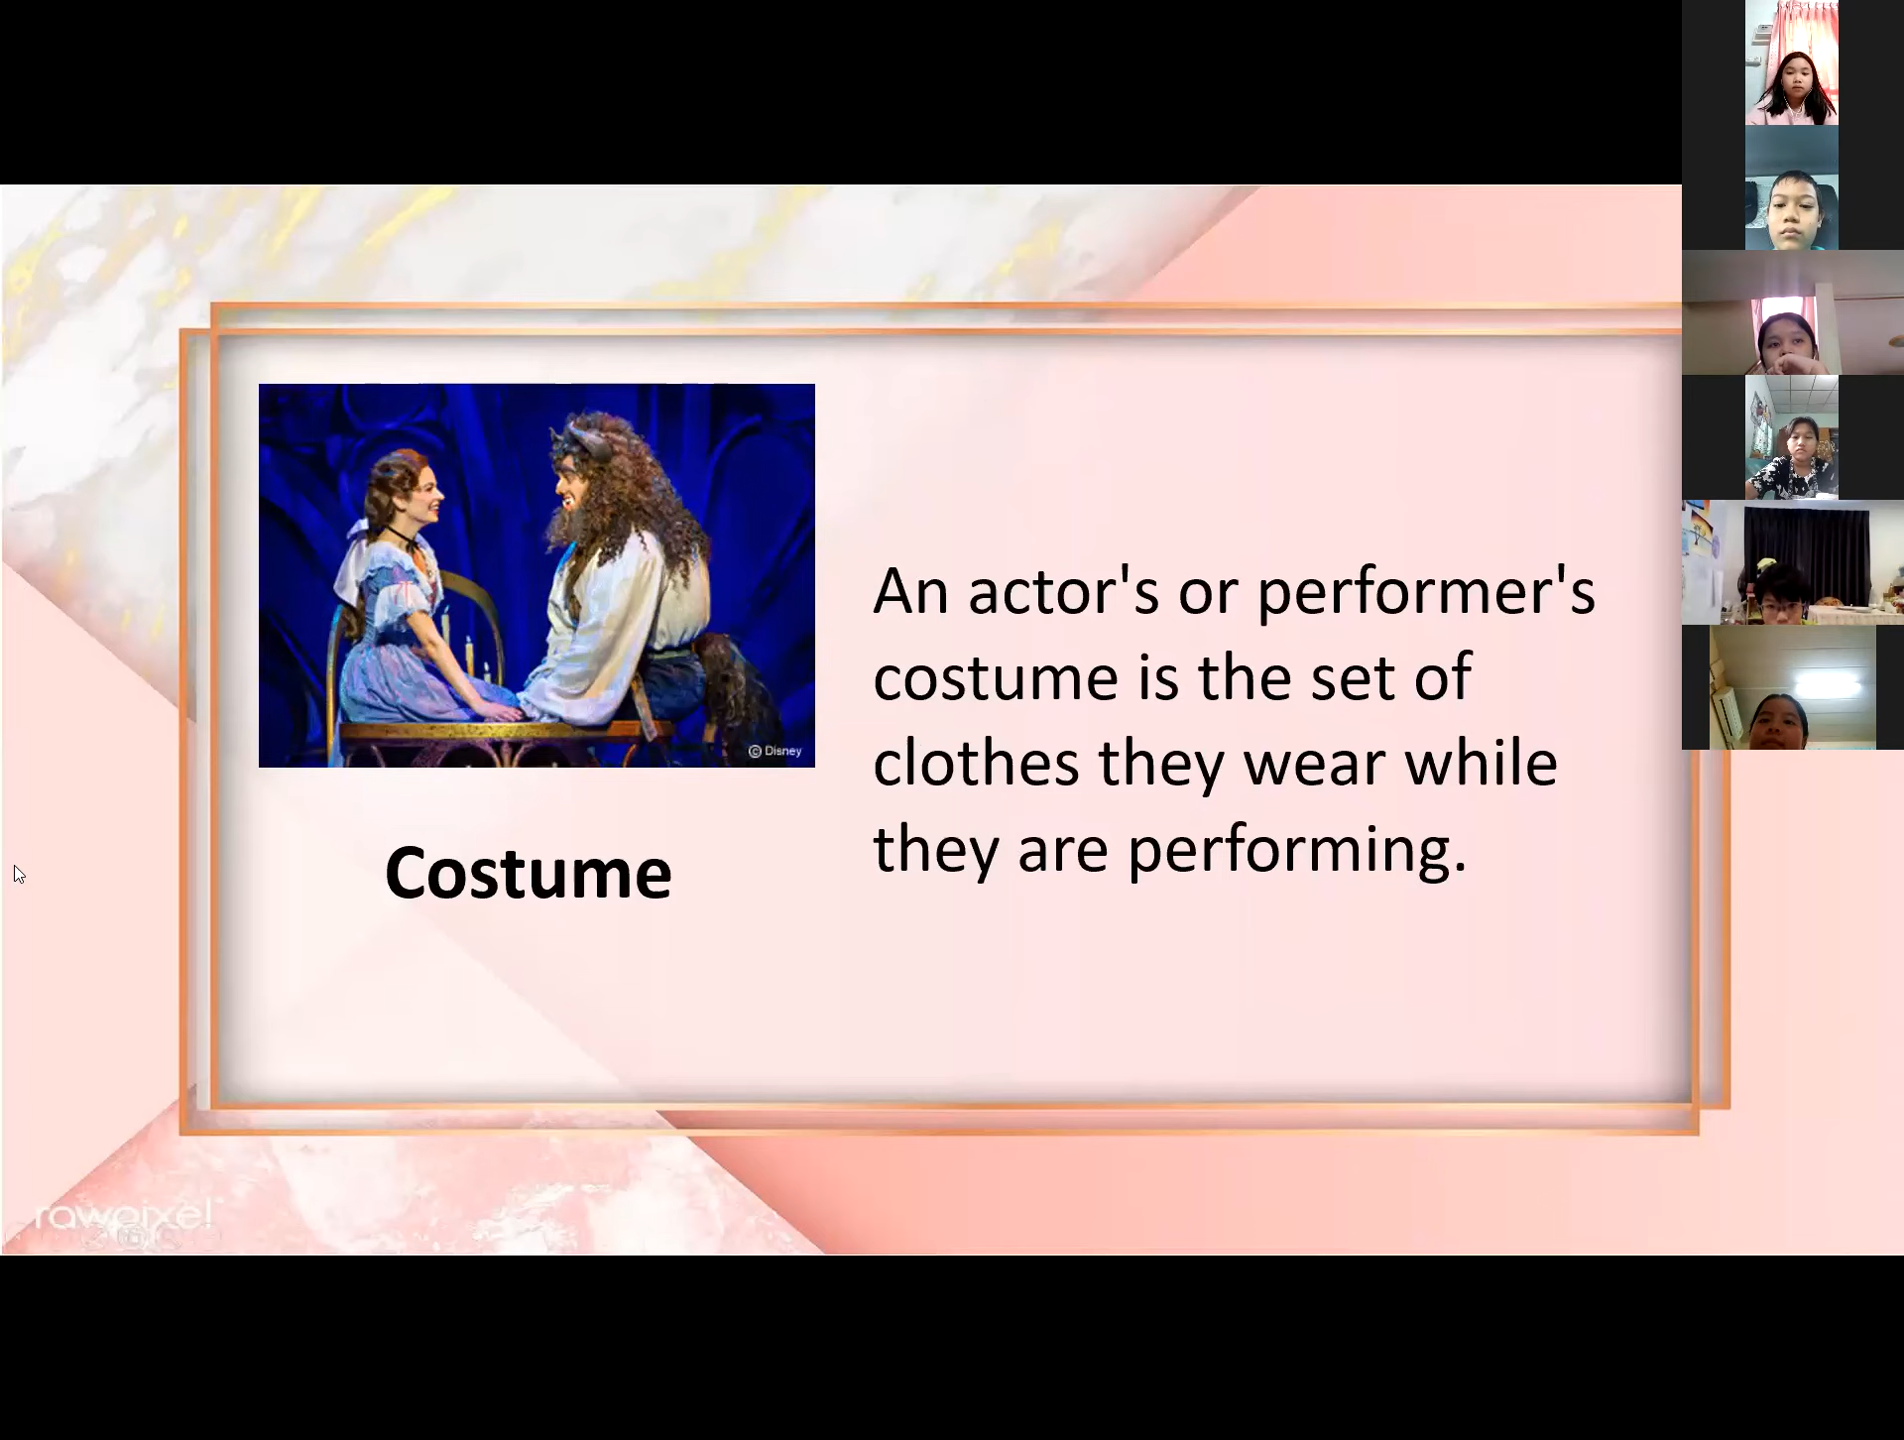 © Disney
Costume
An actor's or performer's
costume is the set of
clothes they wear while
they are performing.
rawpixel